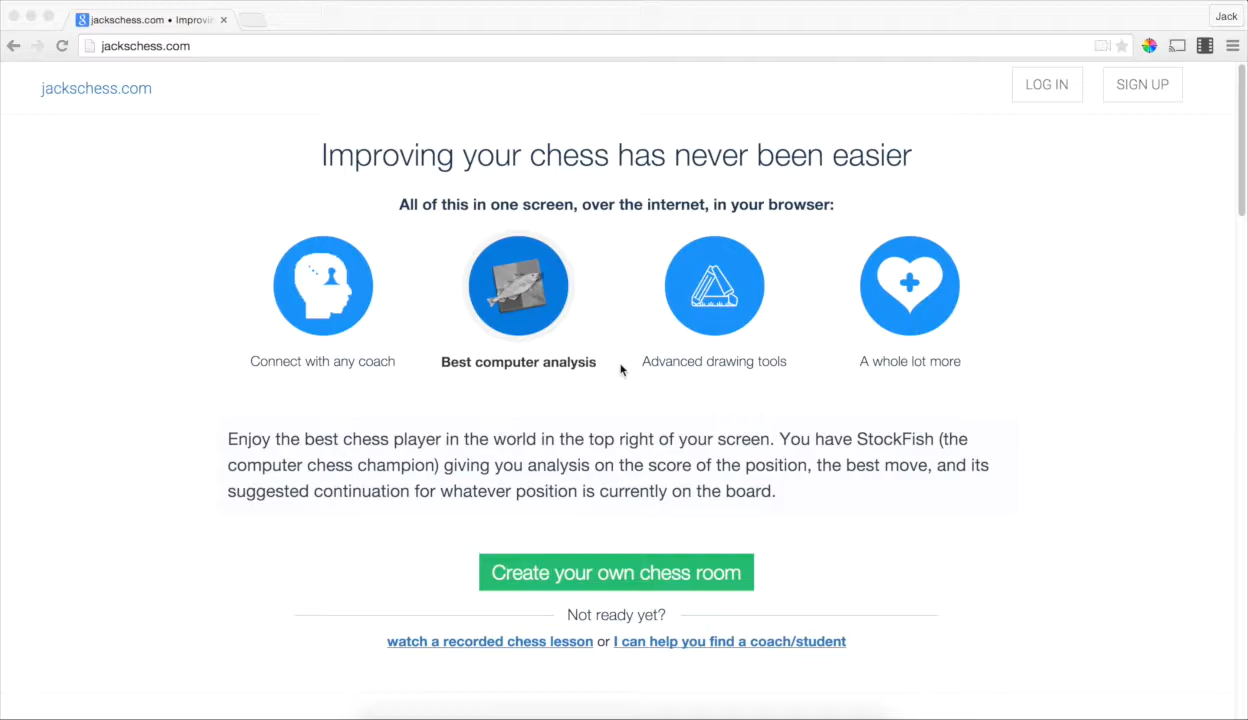 jackschess.com • Improvin
Jack
jackschess.com
jackschess.com
LOG IN
SIGN UP
Improving your chess has never been easier
All of this in one screen, over the internet, in your browser:
Connect with any coach
Best computer analysis
Advanced drawing tools
A whole lot more
Enjoy the best chess player in the world in the top right of your screen. You have StockFish (the
computer chess champion) giving you analysis on the score of the position, the best move, and its
suggested continuation for whatever position is currently on the board.
Create your own chess room
Not ready yet?
watch a recorded chess lesson or I can help you find a coach/student